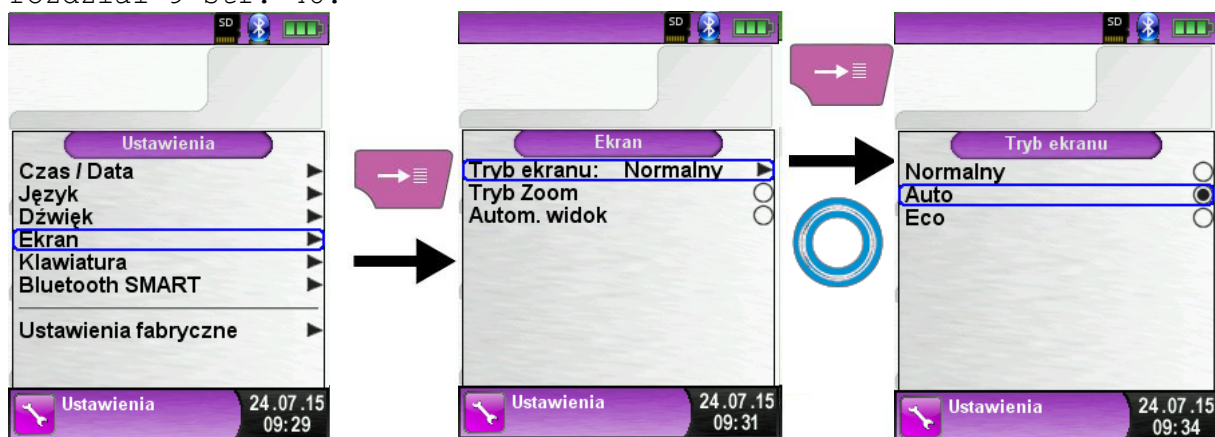 rozdział 9 str. 40.
SD
Ustawienia
Czas / Data
Język
Dźwięk
Ekran
Klawiatura
Bluetooth SMART
Ustawienia fabryczne
Ustawienia
24.07.15
09:29
SD
Ekran
Tryb ekranu: Normalny
Tryb Zoom
Autom. widok
Ustawienia
24.07.15
09:31
SD
Tryb ekranu
Normalny
Auto
Eco
Ustawienia
24.07.15
09:34